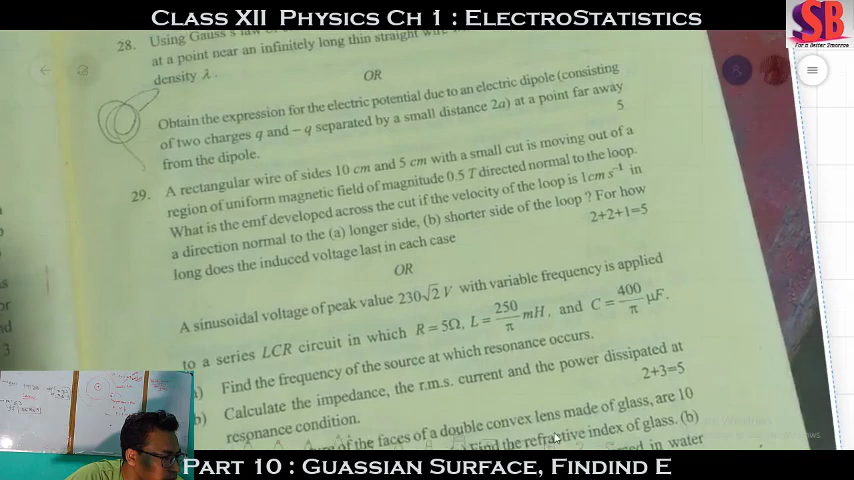 CLASS XII PHYSICS CH 1 : ELECTROSTATISTICS
SB
For a Better 2morrow
28. Using Gauss's law
at a point near an infinitely long thin straight wire
density λ.
OR
Obtain the expression for the electric potential due to an electric dipole (consisting
of two charges q and −q separated by a small distance 2a) at a point far away
from the dipole. 5
29. A rectangular wire of sides 10 cm and 5 cm with a small cut is moving out of a
region of uniform magnetic field of magnitude 0.5 T directed normal to the loop.
What is the emf developed across the cut if the velocity of the loop is 1cm s⁻¹ in
a direction normal to the (a) longer side, (b) shorter side of the loop ? For how
long does the induced voltage last in each case 2+2+1=5
OR
A sinusoidal voltage of peak value 230√2 V with variable frequency is applied
to a series LCR circuit in which R = 5Ω, L = 250/π mH, and C = 400/π μF.
) Find the frequency of the source at which resonance occurs.
b) Calculate the impedance, the r.m.s. current and the power dissipated at
resonance condition. 2+3=5
of the faces of a double convex lens made of glass, are 10
Find the refractive index of glass. (b)
in water
PART 10 : GUASSIAN SURFACE, FINDIND E